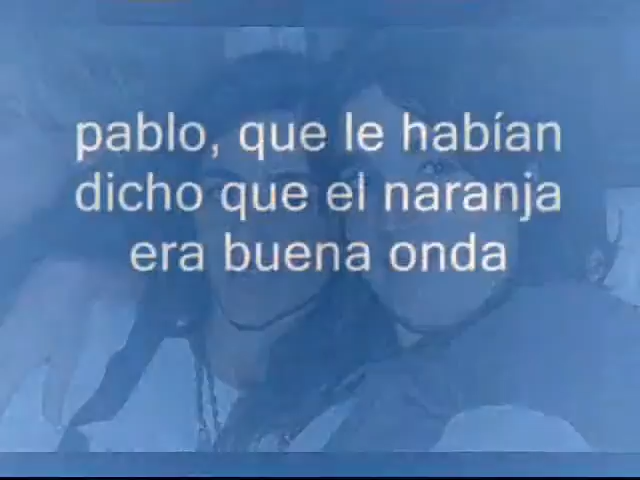 pablo, que le habían
dicho que el naranja
era buena onda